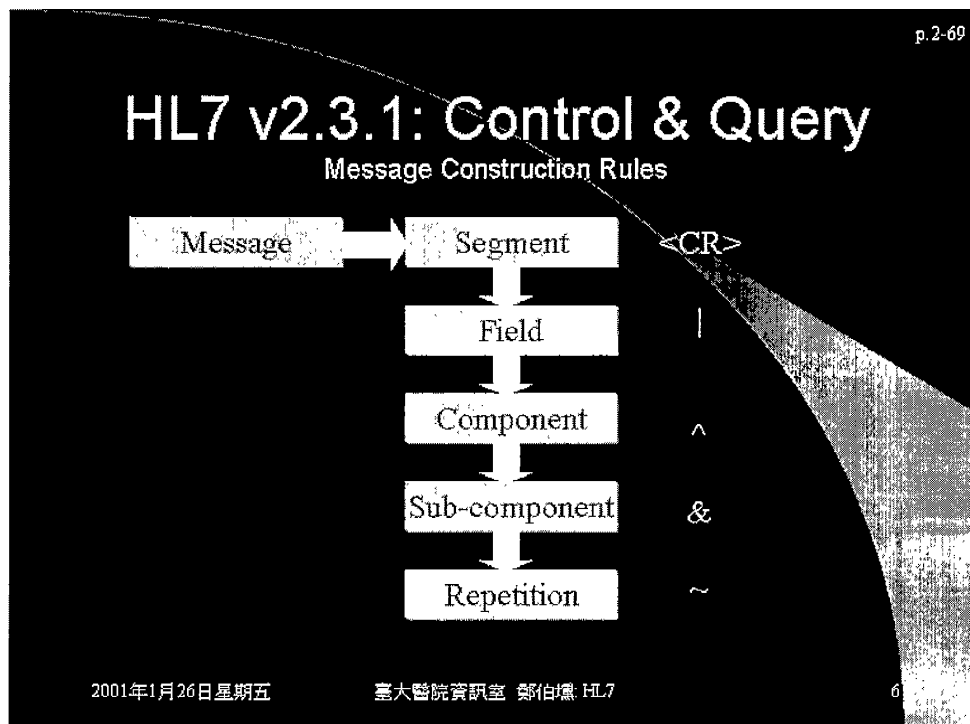 p.2-69
HL7 v2.3.1: Control & Query
Message Construction Rules
Message
Segment
<CR>
Field
|
Component
^
Sub-component
&
Repetition
~
2001年1月26日星期五
臺大醫院資訊室 鄭伯壎: HL7
6